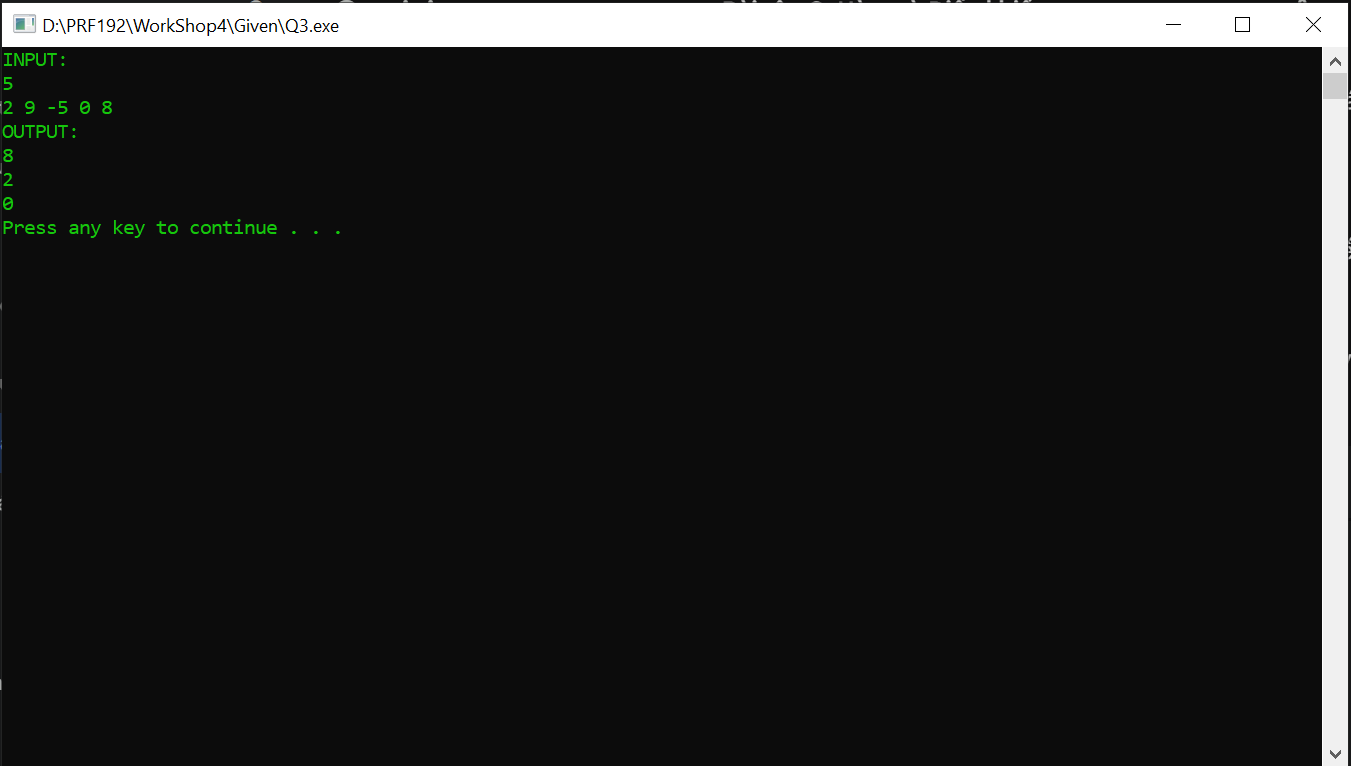 D:\PRF192\WorkShop4\Given\Q3.exe
INPUT:
5
2 9 -5 0 8
OUTPUT:
8
2
0
Press any key to continue . . .